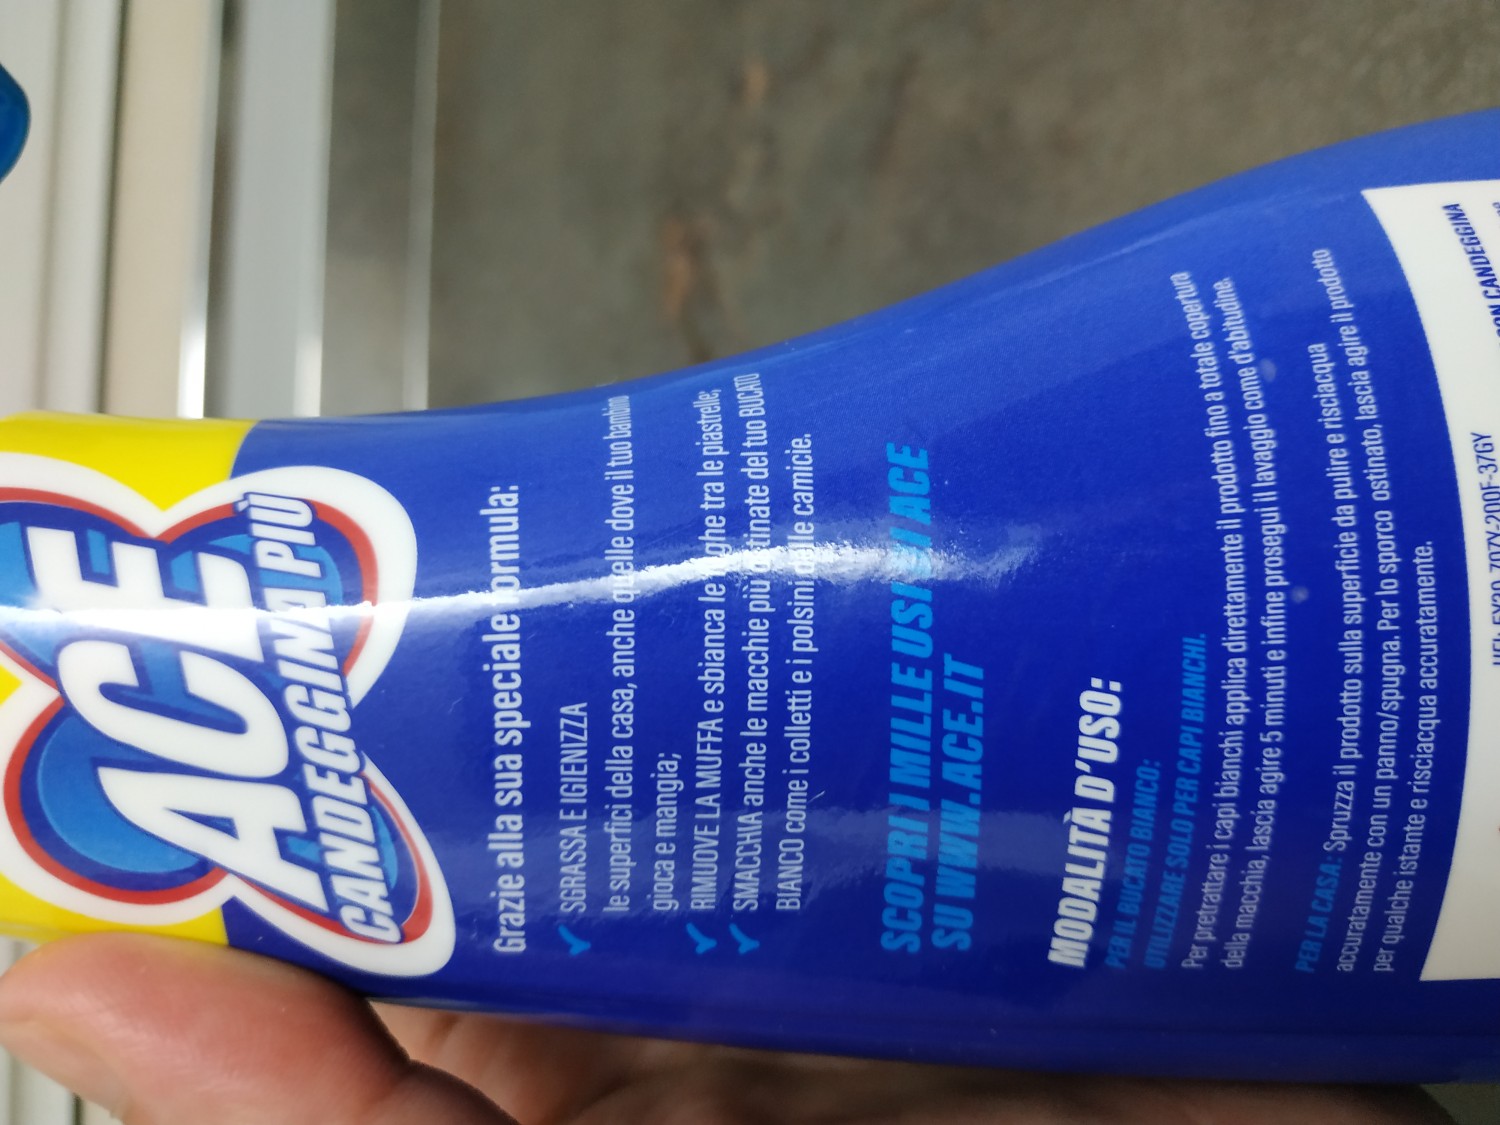 ACE
CANDEGGINA PIÙ
Grazie alla sua speciale formula:
✓ SGRASSA E IGIENIZZA
le superfici della casa, anche quelle dove il tuo bambino
gioca e mangia;
✓ RIMUOVE LA MUFFA e sbianca le fughe tra le piastrelle;
✓ SMACCHIA anche le macchie più ostinate del tuo BUCATO
BIANCO come i colletti e i polsini delle camicie.
SCOPRI I MILLE USI DI ACE
SU WWW.ACE.IT
MODALITÀ D'USO:
PER IL BUCATO BIANCO:
UTILIZZARE SOLO PER CAPI BIANCHI.
Per pretrattare i capi bianchi applica direttamente il prodotto fino a totale copertura
della macchia, lascia agire 5 minuti e infine prosegui il lavaggio come d'abitudine.
PER LA CASA: Spruzza il prodotto sulla superficie da pulire e risciacqua
accuratamente con un panno/spugna. Per lo sporco ostinato, lascia agire il prodotto
per qualche istante e risciacqua accuratamente.
CON CANDEGGINA